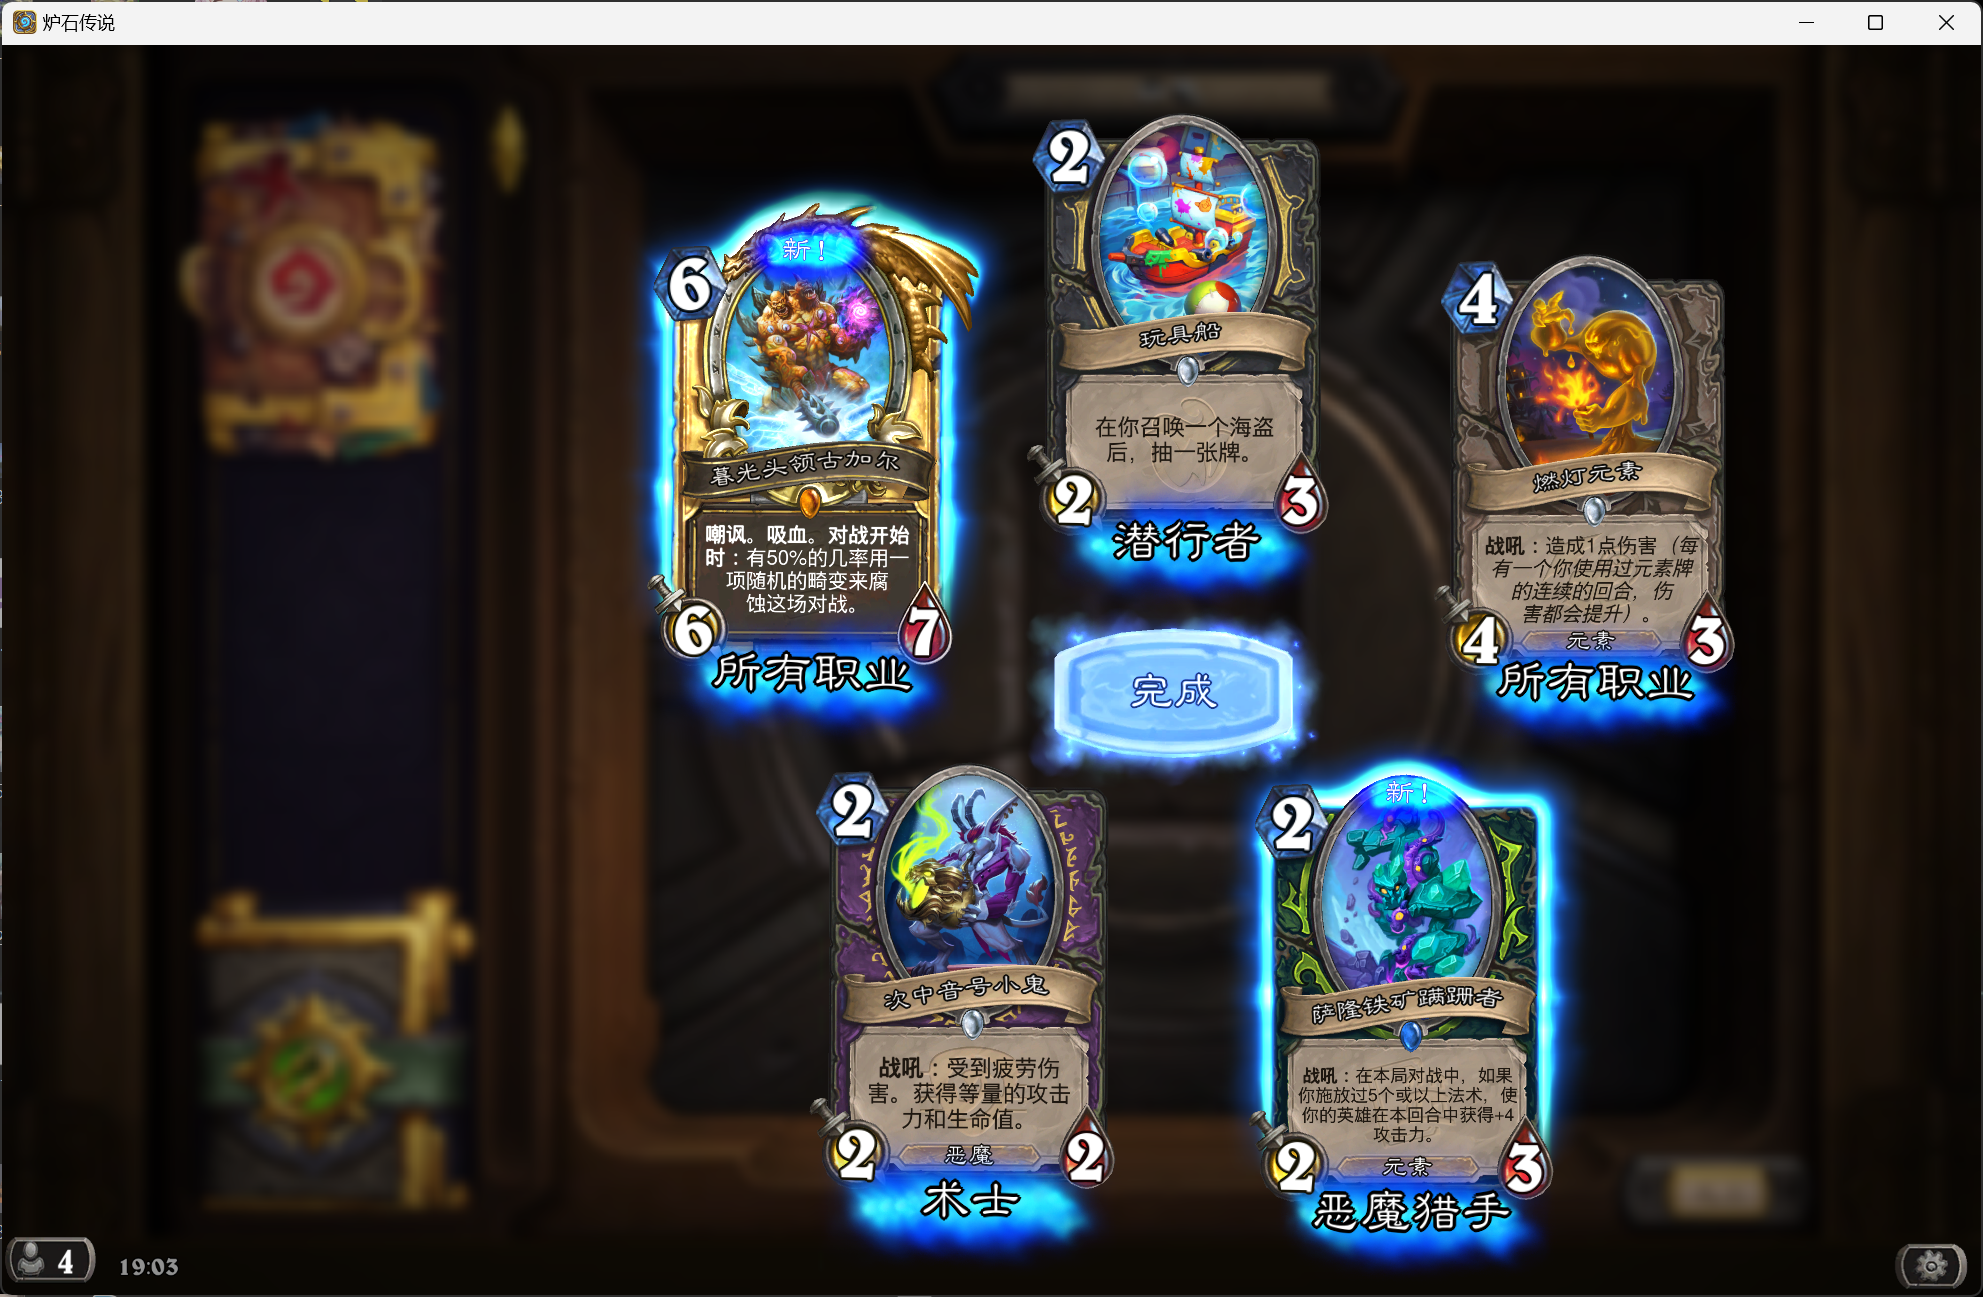 炉石传说
2
玩具船
在你召唤一个海盗
后，抽一张牌。
2
3
潜行者
6
新！
暮光头领古加尔
嘲讽。吸血。对战开始
时：有50%的几率用一
项随机的畸变来腐
蚀这场对战。
6
7
所有职业
4
燃灯元素
战吼：造成1点伤害（每
有一个你使用过元素牌
的连续的回合，伤
害都会提升）。
元素
4
3
所有职业
完成
2
次中音号小鬼
战吼：受到疲劳伤
害。获得等量的攻击
力和生命值。
恶魔
2
2
术士
2
新！
萨隆铁矿蹒跚者
战吼：在本局对战中，如果
你施放过5个或以上法术，使
你的英雄在本回合中获得+4
攻击力。
元素
2
3
恶魔猎手
4
19:03